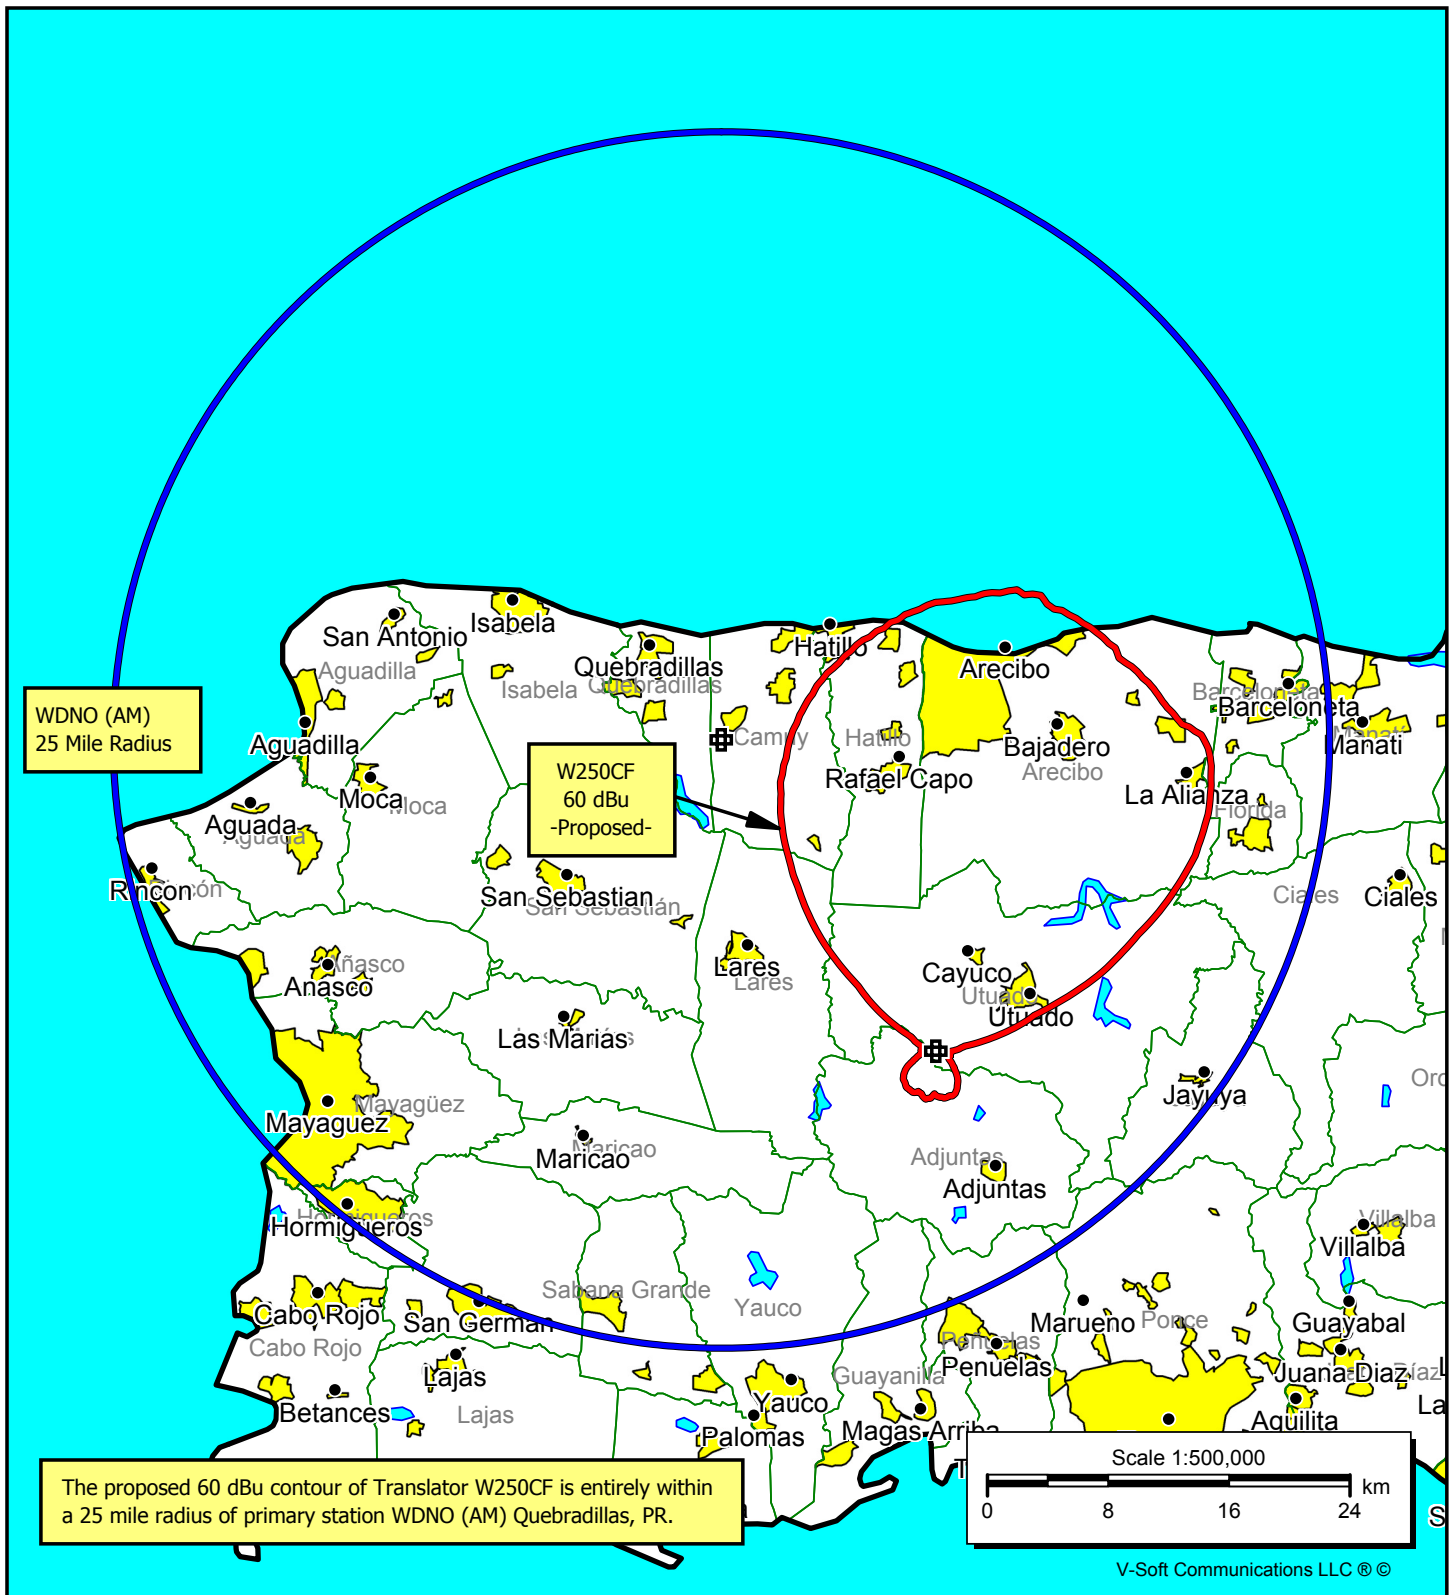 San Antonio
Isabela
Aguadilla
Isabela
Quebradillas
Quebradillas
Hatillo
Arecibo
WDNO (AM)
25 Mile Radius
Aguadilla
Camuy
Hatillo
Bajadero
Arecibo
Barceloneta
Barceloneta
Manatí
Manati
Moca
Moca
W250CF
60 dBu
-Proposed-
Rafael Capo
La Alianza
Florida
Aguada
Aguada
Rincon
Rincón
San Sebastian
San Sebastián
Ciales
Ciales
Añasco
Anasco
Lares
Lares
Cayuco
Utuado
Utuado
Las Marias
Mayagüez
Mayaguez
Jayuya
Maricao
Maricao
Adjuntas
Adjuntas
Hormigueros
Hormigueros
Villalba
Villalba
Sabana Grande
Yauco
Cabo Rojo
Cabo Rojo
San German
Marueno
Ponce
Guayabal
Peñuelas
Penuelas
Juana Diaz
Lajas
Lajas
Guayanilla
Yauco
Betances
Palomas
Magas Arriba
Aguilita
The proposed 60 dBu contour of Translator W250CF is entirely within
a 25 mile radius of primary station WDNO (AM) Quebradillas, PR.
Scale 1:500,000
km
0 8 16 24
V-Soft Communications LLC ® ©